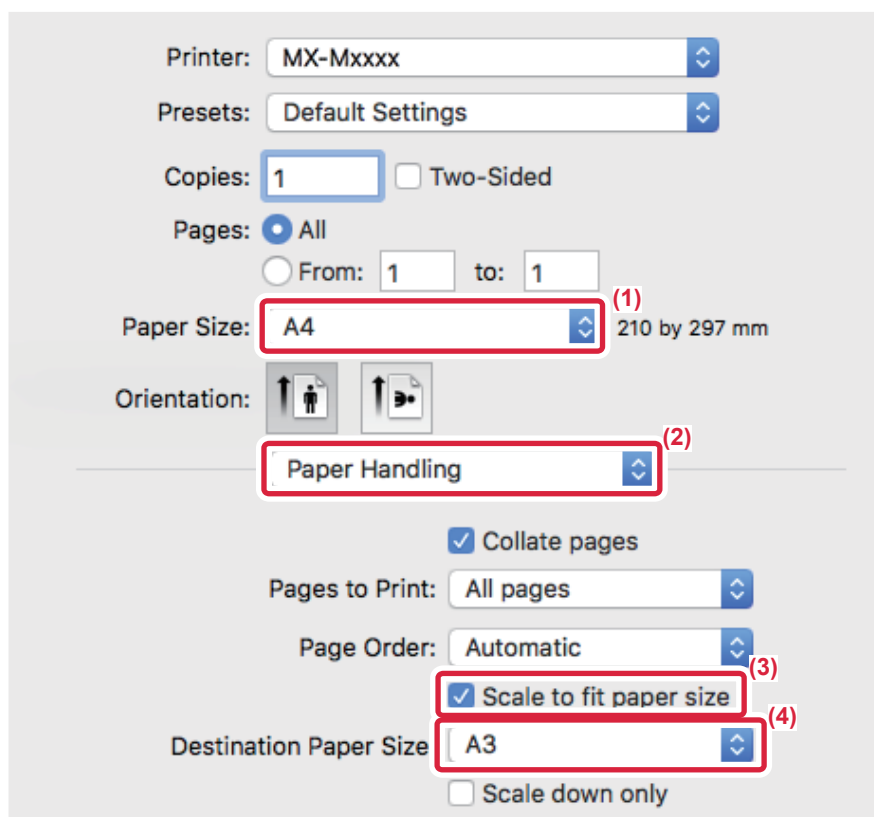 Printer: MX-Mxxxx
Presets: Default Settings
Copies: 1 Two-Sided
Pages: All
From: 1 to: 1
(1)
Paper Size: A4 210 by 297 mm
Orientation:
(2)
Paper Handling
Collate pages
Pages to Print: All pages
Page Order: Automatic
(3)
Scale to fit paper size
(4)
Destination Paper Size A3
Scale down only